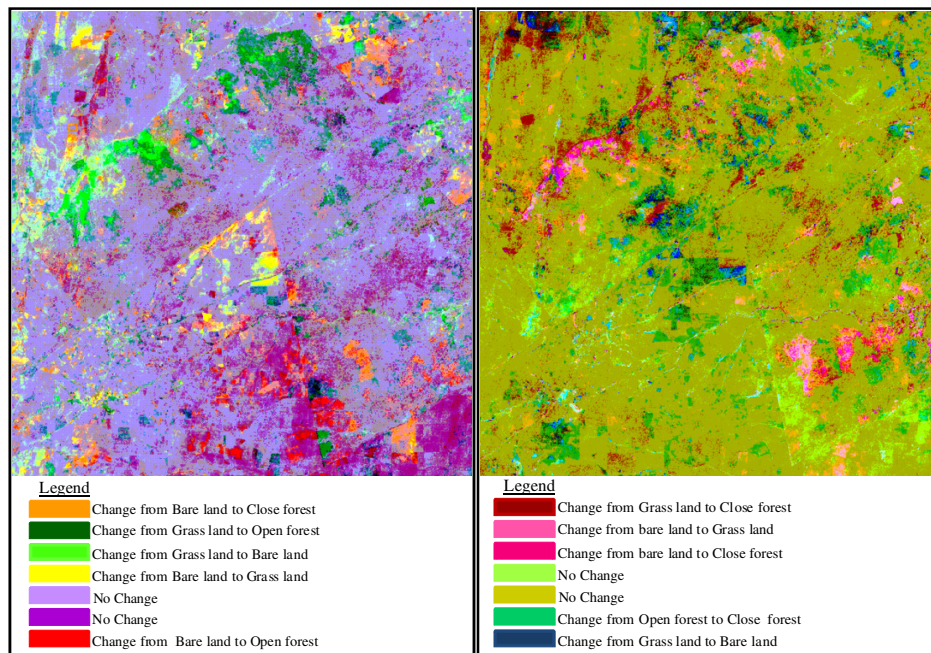 Legend
Change from Bare land to Close forest
Change from Grass land to Open forest
Change from Grass land to Bare land
Change from Bare land to Grass land
No Change
No Change
Change from Bare land to Open forest
Legend
Change from Grass land to Close forest
Change from bare land to Grass land
Change from bare land to Close forest
No Change
No Change
Change from Open forest to Close forest
Change from Grass land to Bare land